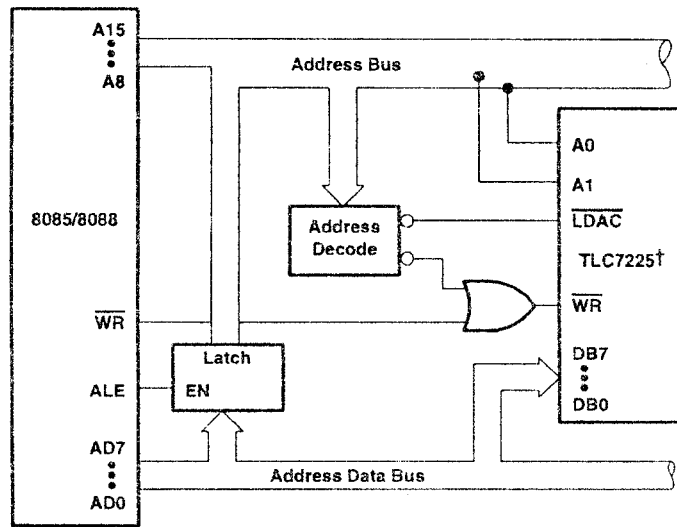 A15
A8
Address Bus
8085/8088
Address
Decode
A0
A1
LDAC
TLC7225†
WR
WR
Latch
ALE
EN
DB7
DB0
AD7
AD0
Address Data Bus